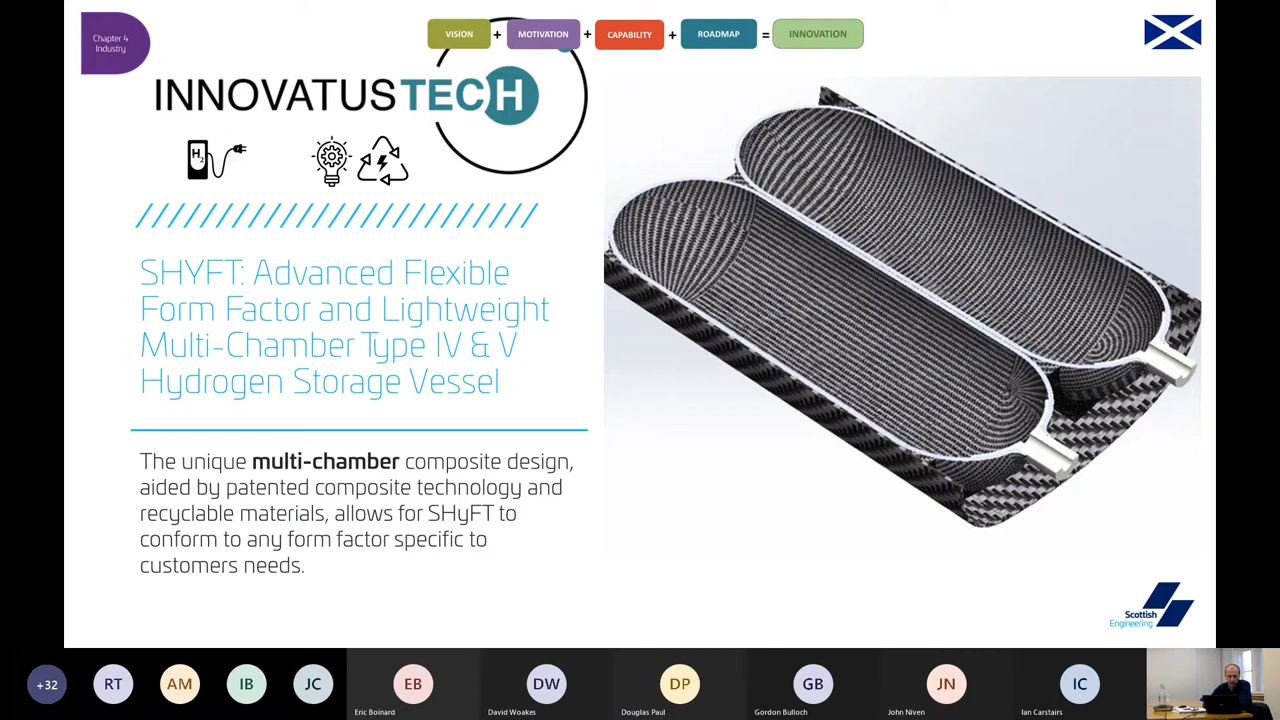 Chapter 4
Industry
VISION + MOTIVATION + CAPABILITY + ROADMAP = INNOVATION
INNOVATUSTECH
H2
SHYFT: Advanced Flexible
Form Factor and Lightweight
Multi-Chamber Type IV & V
Hydrogen Storage Vessel
The unique multi-chamber composite design,
aided by patented composite technology and
recyclable materials, allows for SHyFT to
conform to any form factor specific to
customers needs.
Scottish
Engineering
+32 RT AM IB JC EB DW DP GB JN IC
Eric Boinard David Woakes Douglas Paul Gordon Bulloch John Niven Ian Carstairs